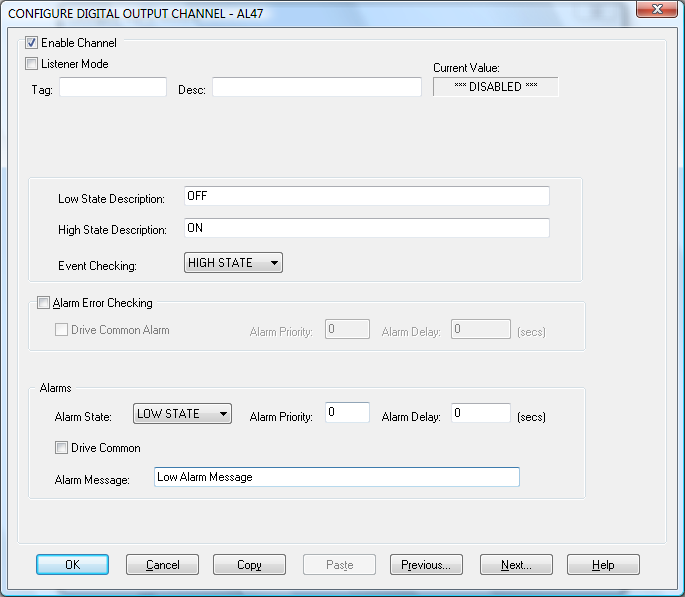 CONFIGURE DIGITAL OUTPUT CHANNEL - AL47
Enable Channel
Listener Mode
Current Value:
Tag: Desc: *** DISABLED ***
Low State Description: OFF
High State Description: ON
Event Checking: HIGH STATE
Alarm Error Checking
Drive Common Alarm Alarm Priority: 0 Alarm Delay: 0 (secs)
Alarms
Alarm State: LOW STATE Alarm Priority: 0 Alarm Delay: 0 (secs)
Drive Common
Alarm Message: Low Alarm Message
OK Cancel Copy Paste Previous... Next... Help